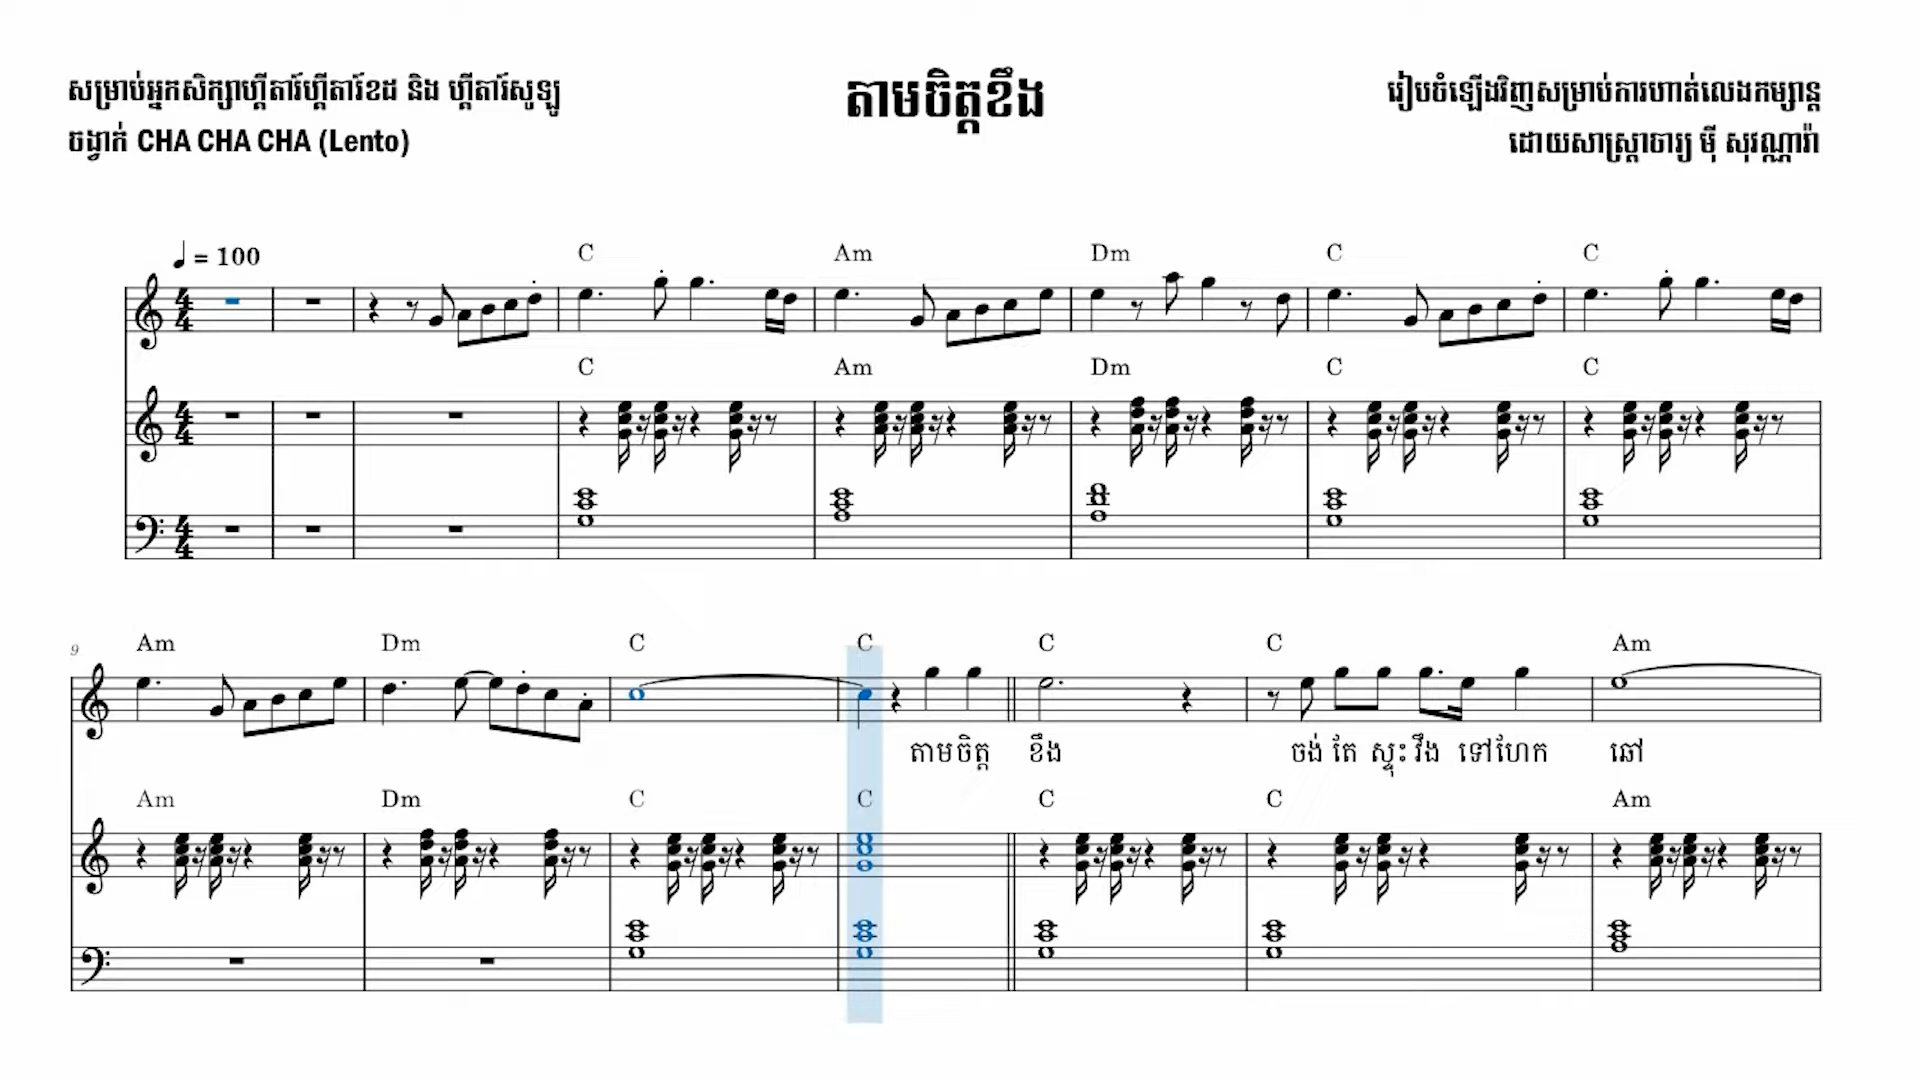 សម្រាប់អ្នកសិក្សាហ្គីតារ៍ហ្គីតារ៍ខដ និង ហ្គីតារ៍សូឡូ
តាមចិត្តខឹង
រៀបចំឡើងវិញសម្រាប់ការហាត់លេងកម្សាន្ត
ចង្វាក់ CHA CHA CHA (Lento)
ដោយសាស្ត្រាចារ្យ ម៉ី សុវណ្ណារ៉ា
= 100
C Am Dm C C
C Am Dm C C
9
Am Dm C C C C Am
តាមចិត្ត ខឹង ចង់ តែ ស្ទុះ វឹង ទៅហែក ឆៅ
Am Dm C C C C Am